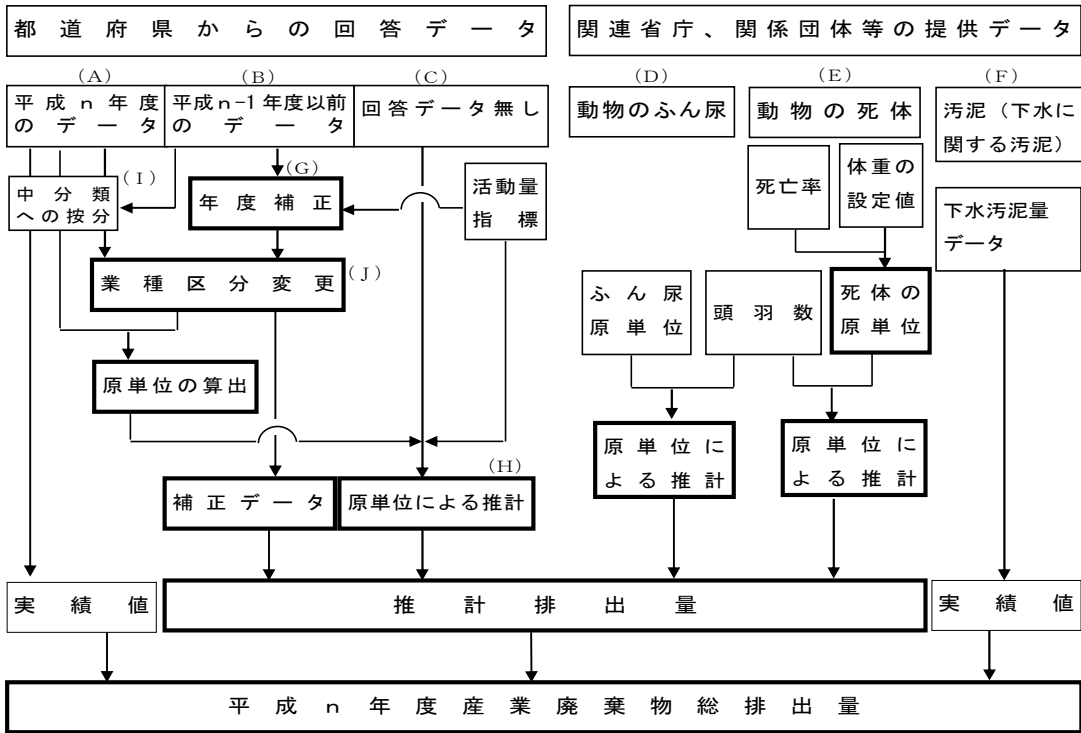 都道府県からの回答データ
関連省庁、関係団体等の提供データ
(A)
(B)
(C)
(D)
(E)
(F)
平成n年度
のデータ
平成n-1年度以前
のデータ
回答データ無し
動物のふん尿
動物の死体
汚泥（下水に
関する汚泥）
(I)
中分類
への按分
(G)
年度補正
活動量
指標
死亡率
体重の
設定値
下水汚泥量
データ
業種区分変更
(J)
ふん尿
原単位
頭羽数
死体の
原単位
原単位の算出
原単位に
よる推計
原単位に
よる推計
(H)
補正データ
原単位による推計
実績値
推計排出量
実績値
平成n年度産業廃棄物総排出量